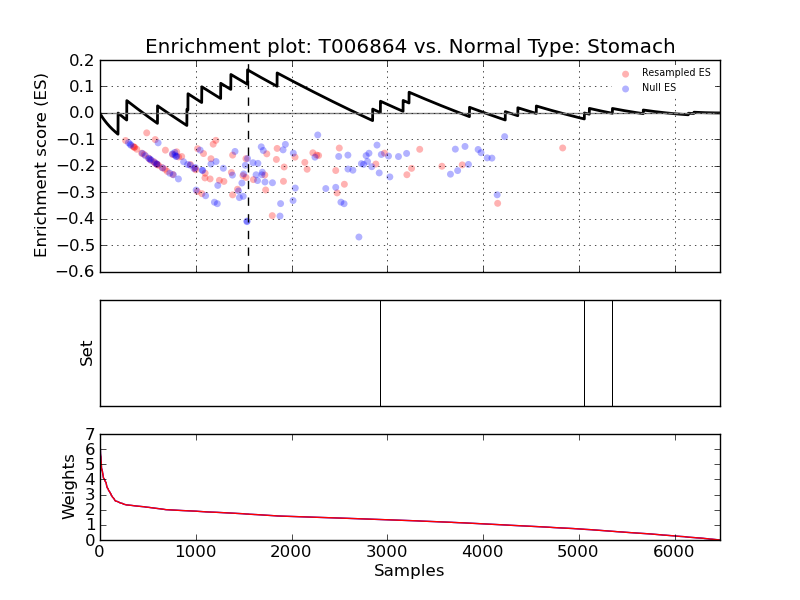 Enrichment plot: T006864 vs. Normal Type: Stomach
Enrichment score (ES)
0.2
0.1
0.0
−0.1
−0.2
−0.3
−0.4
−0.5
−0.6
Resampled ES
Null ES
Set
Weights
7
6
5
4
3
2
1
0
0 1000 2000 3000 4000 5000 6000
Samples